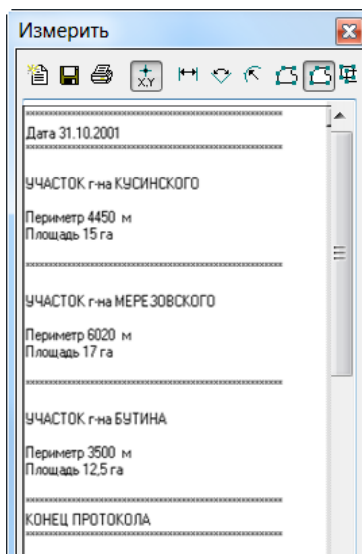 Измерить
X,Y
Дата 31.10.2001
УЧАСТОК г-на КУСИНСКОГО
Периметр 4450 м
Площадь 15 га
УЧАСТОК г-на МЕРЕЗОВСКОГО
Периметр 6020 м
Площадь 17 га
УЧАСТОК г-на БУТИНА
Периметр 3500 м
Площадь 12,5 га
КОНЕЦ ПРОТОКОЛА